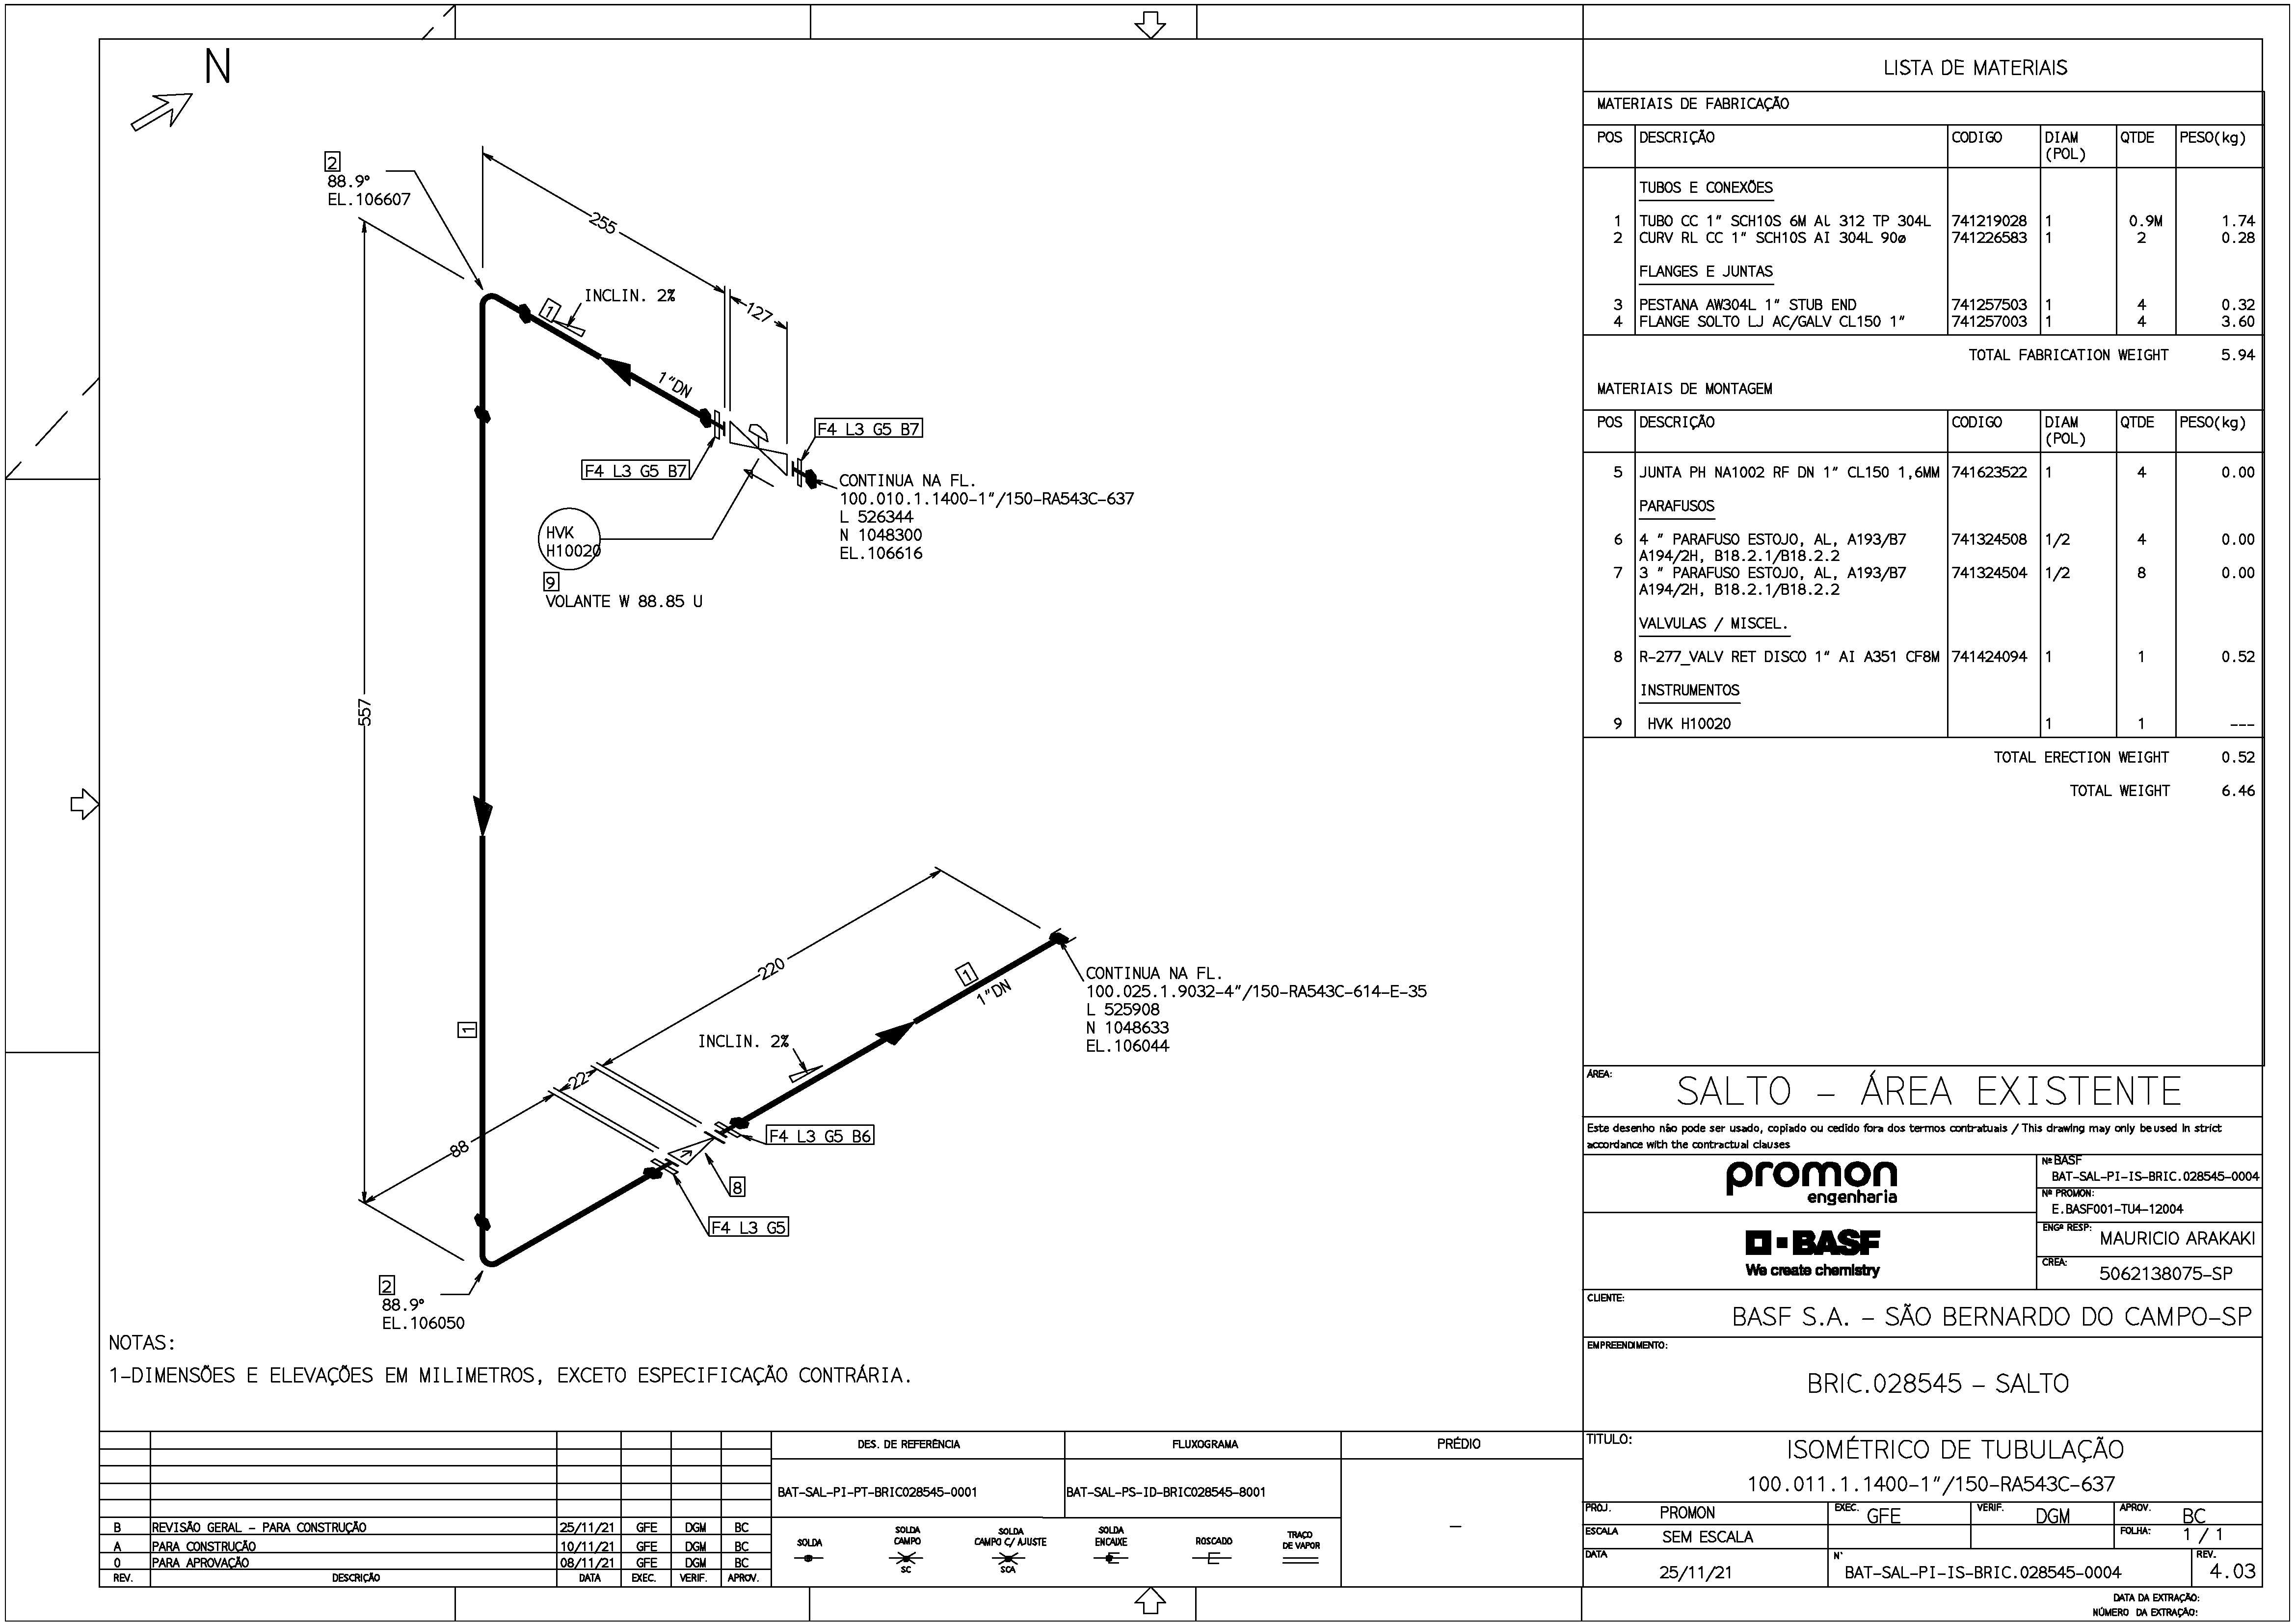 N
2
88.9°
EL.106607
255
127
INCLIN. 2%
1
1"DN
F4 L3 G5 B7
F4 L3 G5 B7
CONTINUA NA FL.
100.010.1.1400-1"/150-RA543C-637
L 526344
N 1048300
EL.106616
HVK
H10020
9
VOLANTE W 88.85 U
557
1
220
1
1"DN
CONTINUA NA FL.
100.025.1.9032-4"/150-RA543C-614-E-35
L 525908
N 1048633
EL.106044
INCLIN. 2%
22
88
F4 L3 G5 B6
8
F4 L3 G5
2
88.9°
EL.106050
NOTAS:
1-DIMENSÕES E ELEVAÇÕES EM MILIMETROS, EXCETO ESPECIFICAÇÃO CONTRÁRIA.
LISTA DE MATERIAIS
MATERIAIS DE FABRICAÇÃO
POS DESCRIÇÃO CODIGO DIAM (POL) QTDE PESO(kg)
TUBOS E CONEXÕES
1 TUBO CC 1" SCH10S 6M AL 312 TP 304L 741219028 1 0.9M 1.74
2 CURV RL CC 1" SCH10S AI 304L 90ø 741226583 1 2 0.28
FLANGES E JUNTAS
3 PESTANA AW304L 1" STUB END 741257503 1 4 0.32
4 FLANGE SOLTO LJ AC/GALV CL150 1" 741257003 1 4 3.60
TOTAL FABRICATION WEIGHT 5.94
MATERIAIS DE MONTAGEM
POS DESCRIÇÃO CODIGO DIAM (POL) QTDE PESO(kg)
5 JUNTA PH NA1002 RF DN 1" CL150 1,6MM 741623522 1 4 0.00
PARAFUSOS
6 4 " PARAFUSO ESTOJO, AL, A193/B7 741324508 1/2 4 0.00
A194/2H, B18.2.1/B18.2.2
7 3 " PARAFUSO ESTOJO, AL, A193/B7 741324504 1/2 8 0.00
A194/2H, B18.2.1/B18.2.2
VALVULAS / MISCEL.
8 R-277_VALV RET DISCO 1" AI A351 CF8M 741424094 1 1 0.52
INSTRUMENTOS
9 HVK H10020 1 1 ---
TOTAL ERECTION WEIGHT 0.52
TOTAL WEIGHT 6.46
ÁREA:
SALTO - ÁREA EXISTENTE
Este desenho não pode ser usado, copiado ou cedido fora dos termos contratuais / This drawing may only be used in strict
accordance with the contractual clauses
promon
engenharia
Nº BASF
BAT-SAL-PI-IS-BRIC.028545-0004
Nº PROMON:
E.BASF001-TU4-12004
BASF
We create chemistry
ENGº RESP:
MAURICIO ARAKAKI
CREA:
5062138075-SP
CLIENTE:
BASF S.A. - SÃO BERNARDO DO CAMPO-SP
EMPREENDIMENTO:
BRIC.028545 - SALTO
TITULO:
ISOMÉTRICO DE TUBULAÇÃO
100.011.1.1400-1"/150-RA543C-637
PROJ. PROMON EXEC. GFE VERIF. DGM APROV. BC
ESCALA SEM ESCALA FOLHA: 1 / 1
DATA 25/11/21 N° BAT-SAL-PI-IS-BRIC.028545-0004 REV. 4.03
DATA DA EXTRAÇÃO:
NÚMERO DA EXTRAÇÃO:
B REVISÃO GERAL - PARA CONSTRUÇÃO 25/11/21 GFE DGM BC
A PARA CONSTRUÇÃO 10/11/21 GFE DGM BC
0 PARA APROVAÇÃO 08/11/21 GFE DGM BC
REV. DESCRIÇÃO DATA EXEC. VERIF. APROV.
DES. DE REFERÊNCIA FLUXOGRAMA PRÉDIO
BAT-SAL-PI-PT-BRIC028545-0001 BAT-SAL-PS-ID-BRIC028545-8001
-
SOLDA
SOLDA CAMPO
SC
SOLDA CAMPO C/ AJUSTE
SCA
SOLDA ENCAIXE
ROSCADO
TRAÇO DE VAPOR